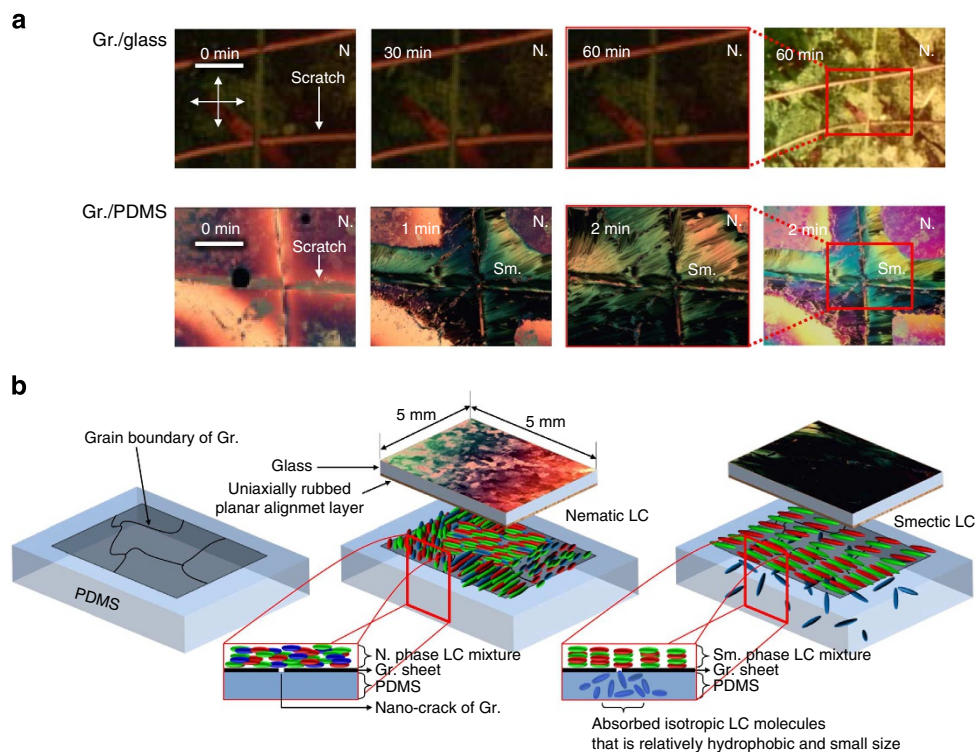 a
Gr./glass
0 min
N.
Scratch
30 min
N.
60 min
N.
60 min
N.
Gr./PDMS
0 min
N.
Scratch
1 min
N.
Sm.
2 min
N.
Sm.
2 min
N.
Sm.
b
5 mm
5 mm
Grain boundary of Gr.
Glass
Uniaxially rubbed
planar alignmet layer
Nematic LC
Smectic LC
PDMS
N. phase LC mixture
Gr. sheet
PDMS
Nano-crack of Gr.
Sm. phase LC mixture
Gr. sheet
PDMS
Absorbed isotropic LC molecules
that is relatively hydrophobic and small size